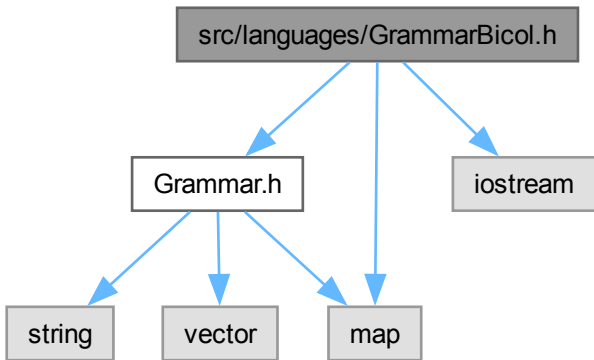 src/languages/GrammarBicol.h
Grammar.h
iostream
string
vector
map